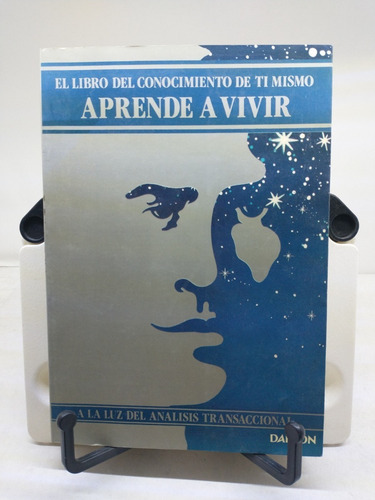 EL LIBRO DEL CONOCIMIENTO DE TI MISMO
APRENDE A VIVIR
A LA LUZ DEL ANALISIS TRANSACCIONAL